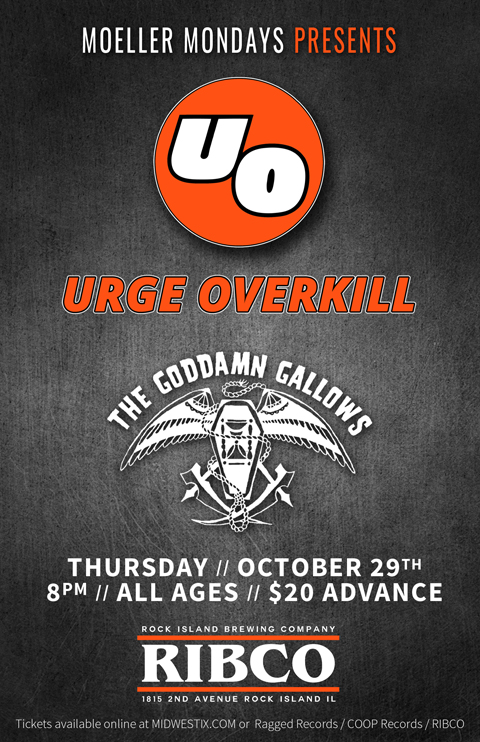 MOELLER MONDAYS PRESENTS
UO
URGE OVERKILL
THE GODDAMN GALLOWS
THURSDAY // OCTOBER 29TH
8PM // ALL AGES // $20 ADVANCE
ROCK ISLAND BREWING COMPANY
RIBCO
1815 2ND AVENUE ROCK ISLAND IL
Tickets available online at MIDWESTIX.COM or Ragged Records / COOP Records / RIBCO